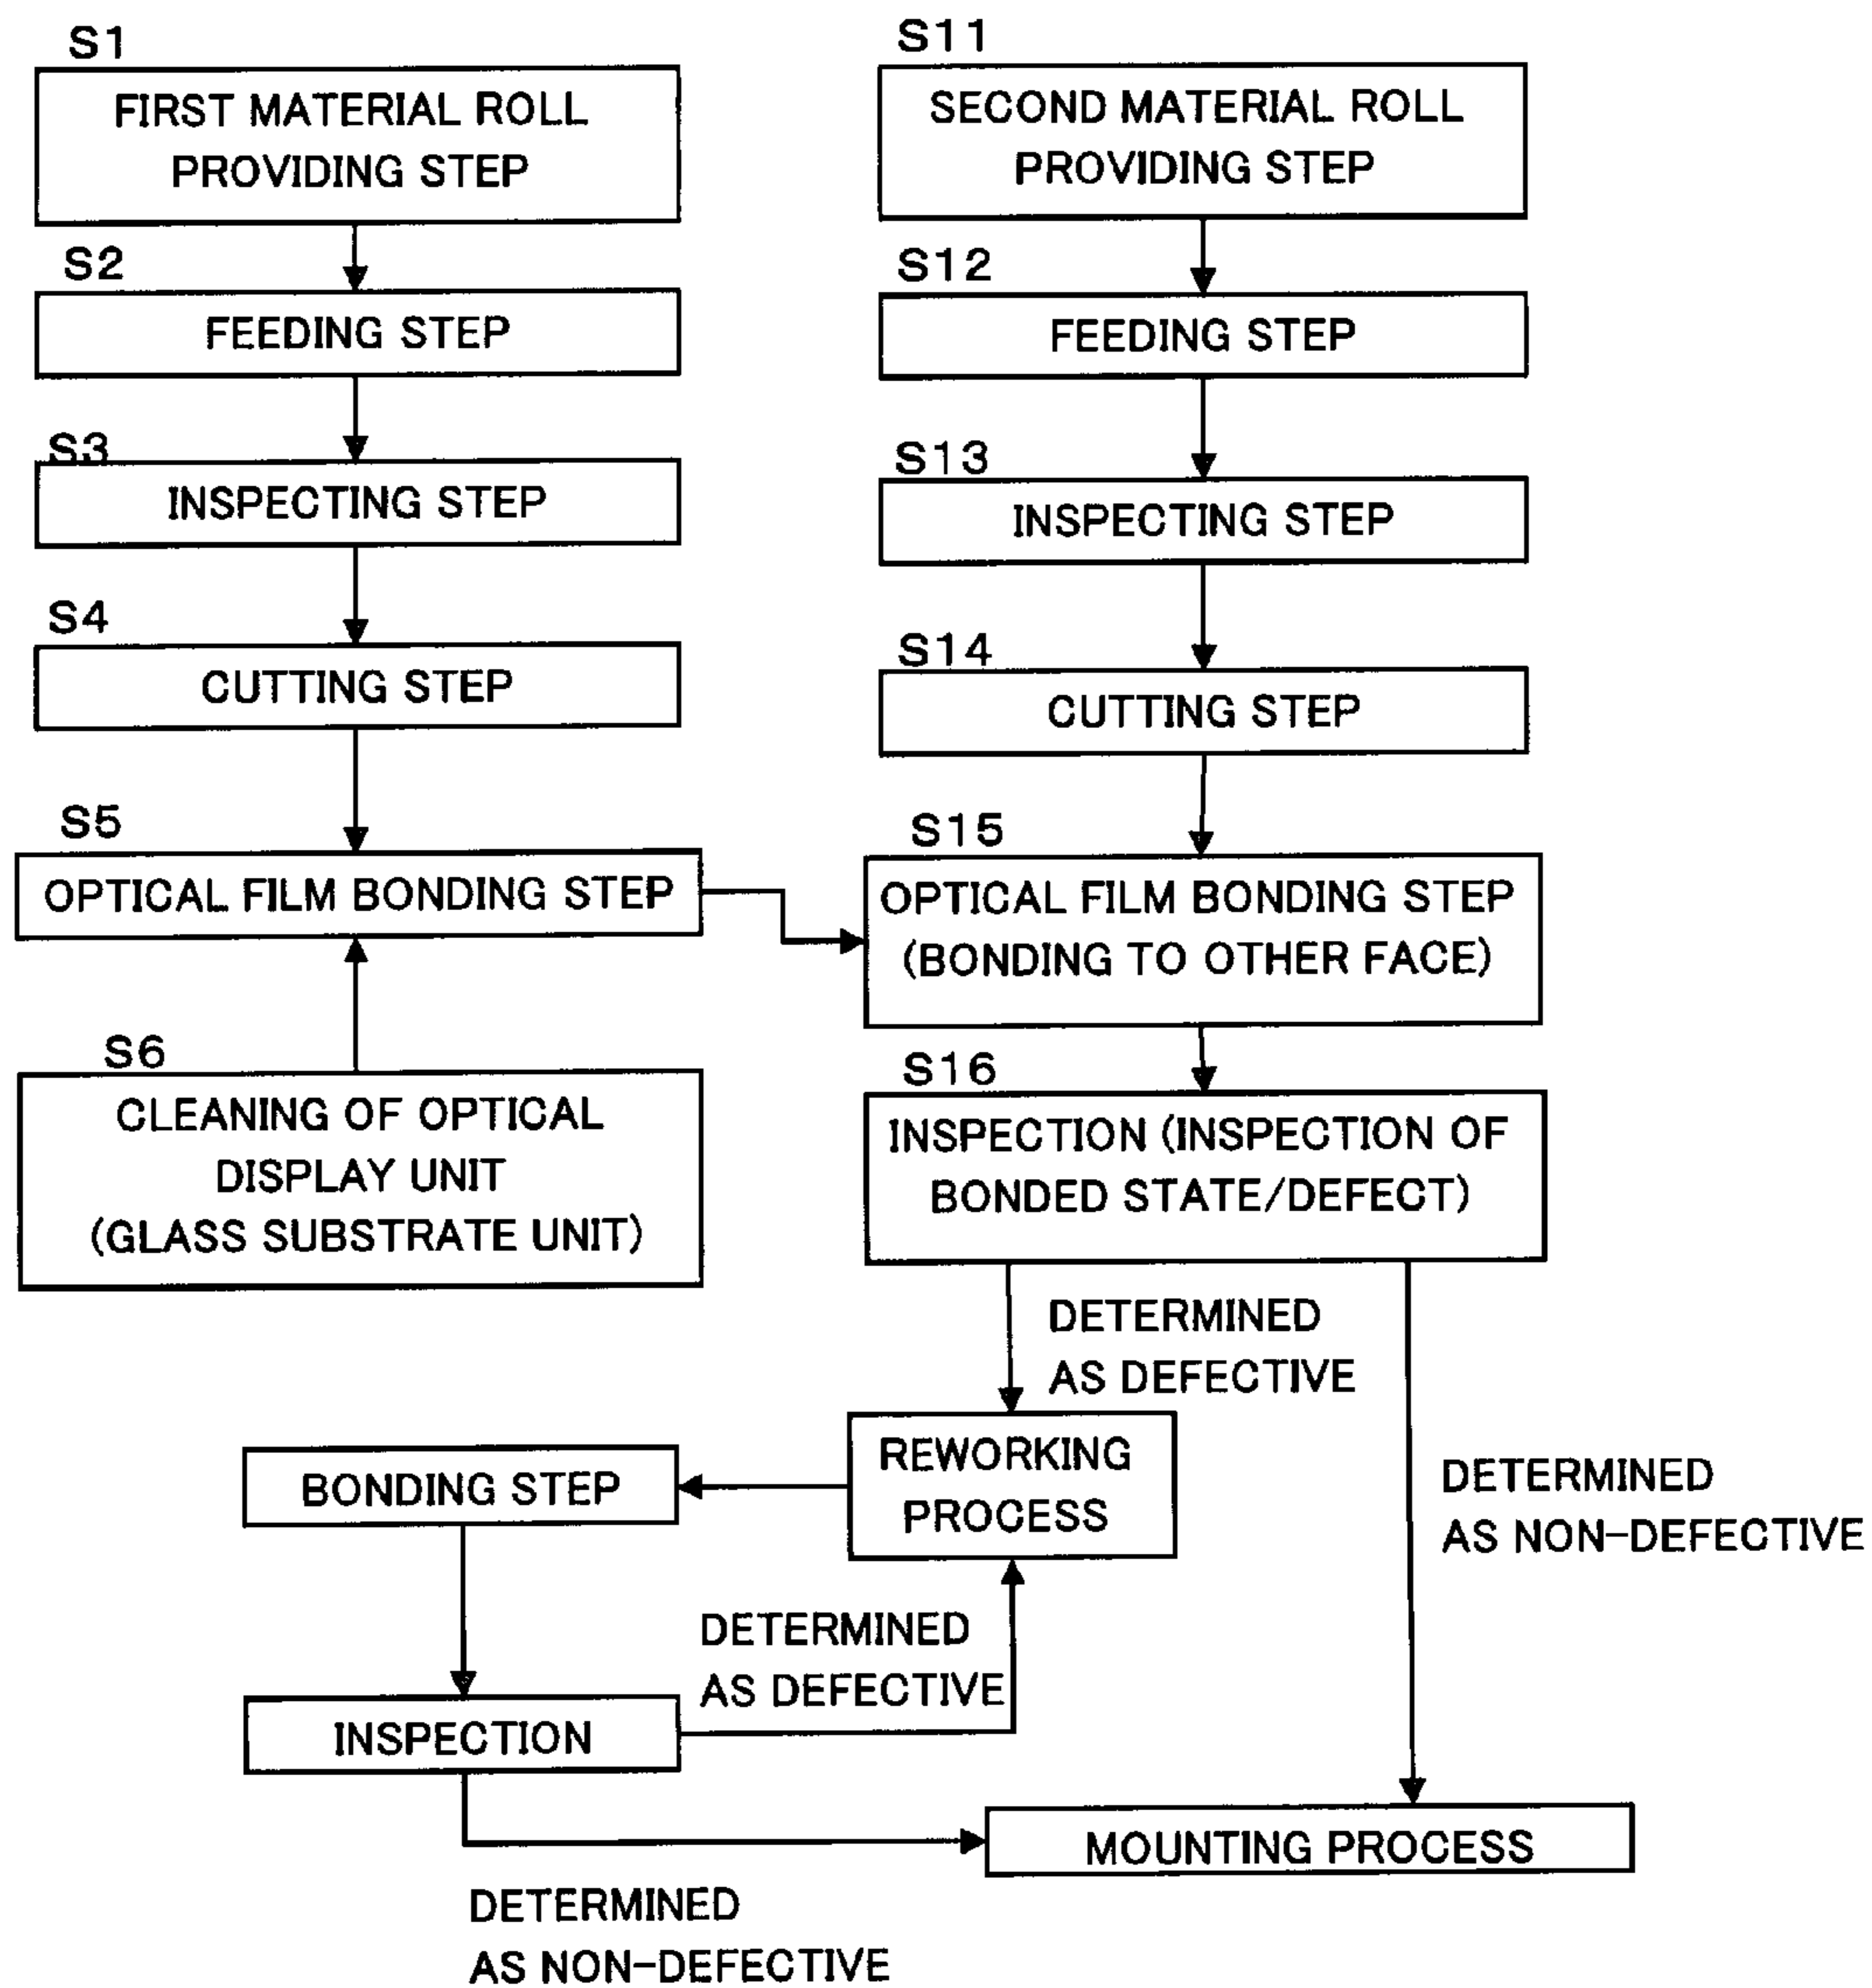 S1
FIRST MATERIAL ROLL
PROVIDING STEP
S2
FEEDING STEP
S3
INSPECTING STEP
S4
CUTTING STEP
S5
OPTICAL FILM BONDING STEP
S6
CLEANING OF OPTICAL
DISPLAY UNIT
(GLASS SUBSTRATE UNIT)
S11
SECOND MATERIAL ROLL
PROVIDING STEP
S12
FEEDING STEP
S13
INSPECTING STEP
S14
CUTTING STEP
S15
OPTICAL FILM BONDING STEP
(BONDING TO OTHER FACE)
S16
INSPECTION (INSPECTION OF
BONDED STATE/DEFECT)
DETERMINED
AS DEFECTIVE
REWORKING
PROCESS
BONDING STEP
DETERMINED
AS NON-DEFECTIVE
DETERMINED
AS DEFECTIVE
INSPECTION
MOUNTING PROCESS
DETERMINED
AS NON-DEFECTIVE